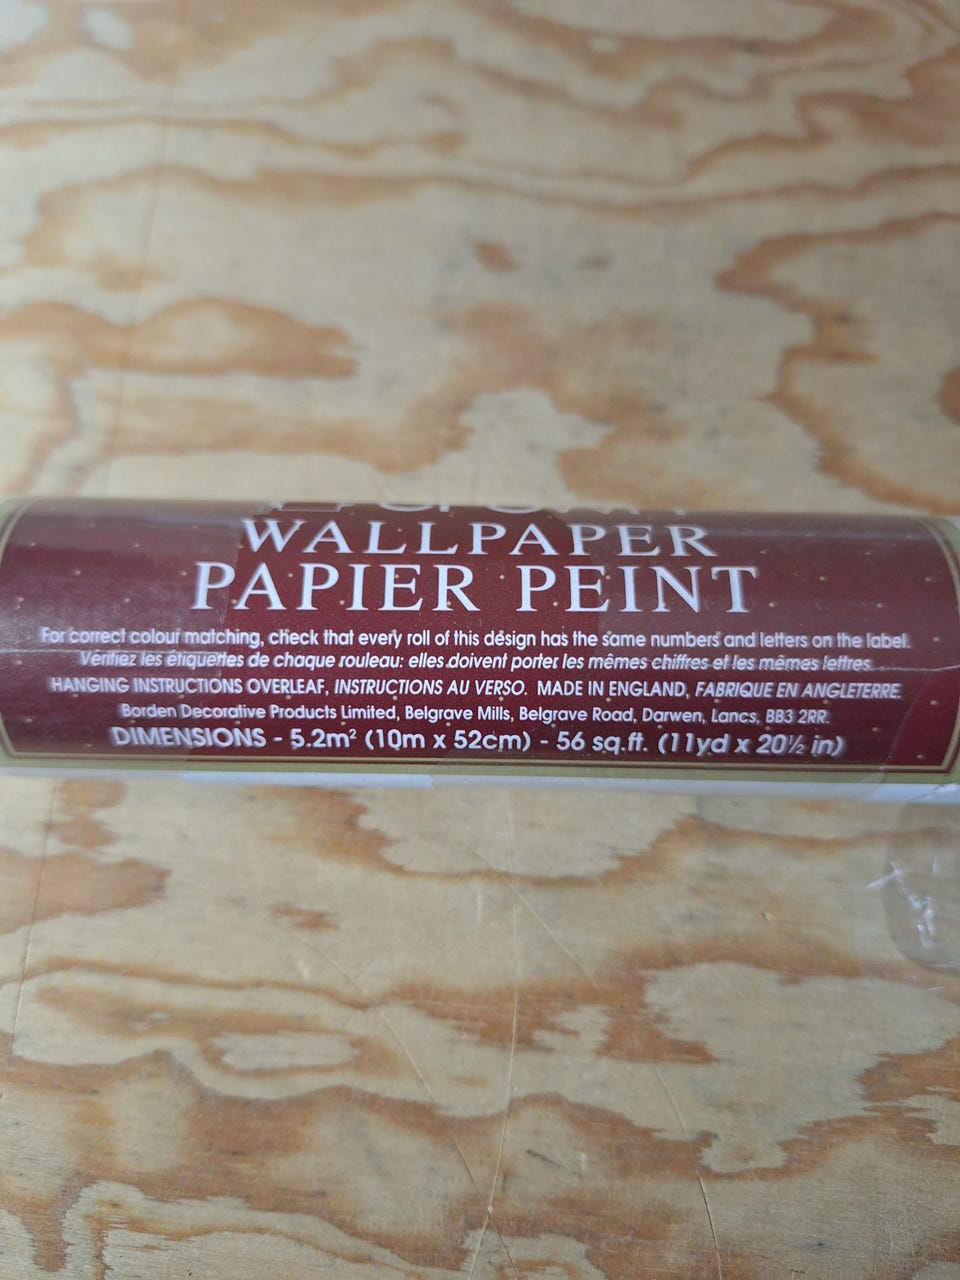 WALLPAPER
PAPIER PEINT
For correct colour matching, check that every roll of this design has the same numbers and letters on the label.
Vérifiez les étiquettes de chaque rouleau: elles doivent porter les mêmes chiffres et les mêmes lettres.
HANGING INSTRUCTIONS OVERLEAF, INSTRUCTIONS AU VERSO. MADE IN ENGLAND, FABRIQUE EN ANGLETERRE.
Borden Decorative Products Limited, Belgrave Mills, Belgrave Road, Darwen, Lancs, BB3 2RR.
DIMENSIONS - 5.2m² (10m x 52cm) - 56 sq.ft. (11yd x 20½ in)